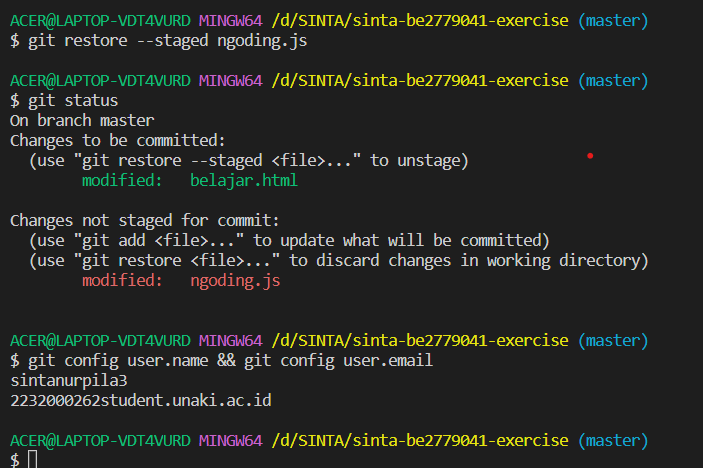 ACER@LAPTOP-VDT4VURD MINGW64 /d/SINTA/sinta-be2779041-exercise (master)
$ git restore --staged ngoding.js
ACER@LAPTOP-VDT4VURD MINGW64 /d/SINTA/sinta-be2779041-exercise (master)
$ git status
On branch master
Changes to be committed:
  (use "git restore --staged <file>..." to unstage)
        modified:   belajar.html
Changes not staged for commit:
  (use "git add <file>..." to update what will be committed)
  (use "git restore <file>..." to discard changes in working directory)
        modified:   ngoding.js
ACER@LAPTOP-VDT4VURD MINGW64 /d/SINTA/sinta-be2779041-exercise (master)
$ git config user.name && git config user.email
sintanurpila3
2232000262student.unaki.ac.id
ACER@LAPTOP-VDT4VURD MINGW64 /d/SINTA/sinta-be2779041-exercise (master)
$